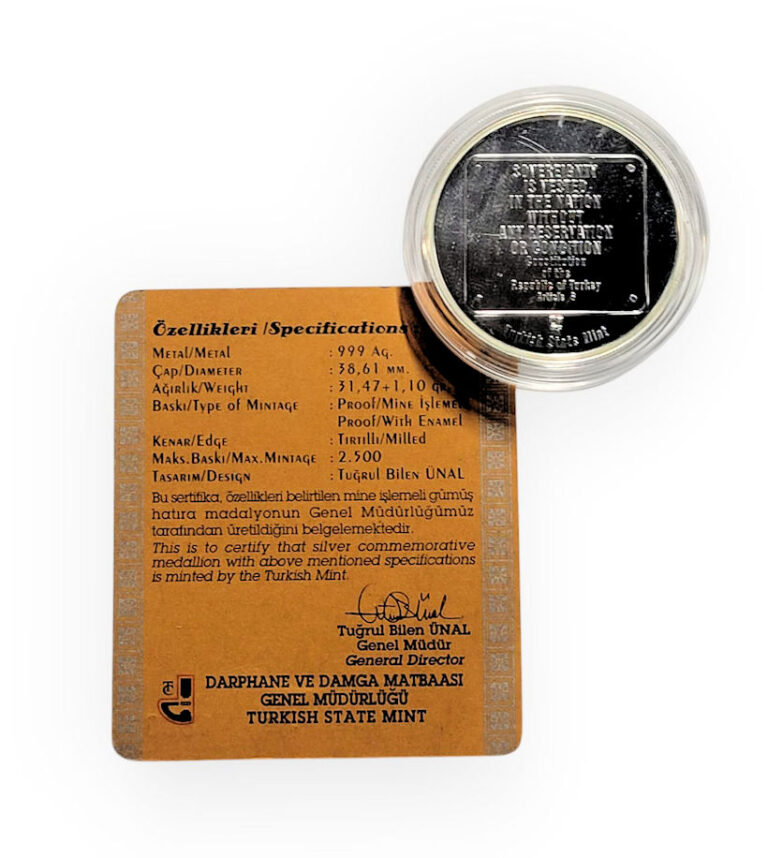 SOVEREIGNTY
IS VESTED
IN THE NATION
WITHOUT
ANY RESERVATION
OR CONDITION
Constitution
of the
Republic of Turkey
Article 6
Turkish State Mint
Özellikleri /Specifications
Metal/Metal : 999 Ag.
Çap/Diameter : 38,61 mm.
Ağırlık/Weight : 31,47+1,10 gr
Baskı/Type of Mintage : Proof/Mine İşleme
Proof/With Enamel
Kenar/Edge : Tırtıllı/Milled
Maks.Baskı/Max.Mintage : 2.500
Tasarım/Design : Tuğrul Bilen ÜNAL
Bu sertifika, özellikleri belirtilen mine işlemeli gümüş
hatıra madalyonun Genel Müdürlüğümüz
tarafından üretildiğini belgelemektedir.
This is to certify that silver commemorative
medallion with above mentioned specifications
is minted by the Turkish Mint.
Tuğrul Bilen ÜNAL
Genel Müdür
General Director
TC
DARPHANE VE DAMGA MATBAASI
GENEL MÜDÜRLÜĞÜ
TURKISH STATE MINT